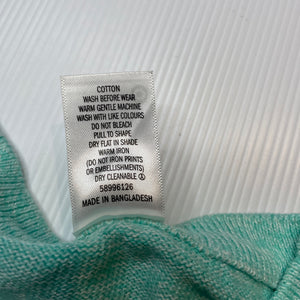 COTTON
WASH BEFORE WEAR
WARM GENTLE MACHINE
WASH WITH LIKE COLOURS
DO NOT BLEACH
PULL TO SHAPE
DRY FLAT IN SHADE
WARM IRON
(DO NOT IRON PRINTS
OR EMBELLISHMENTS)
DRY CLEANABLE Ⓐ
58996126
MADE IN BANGLADESH